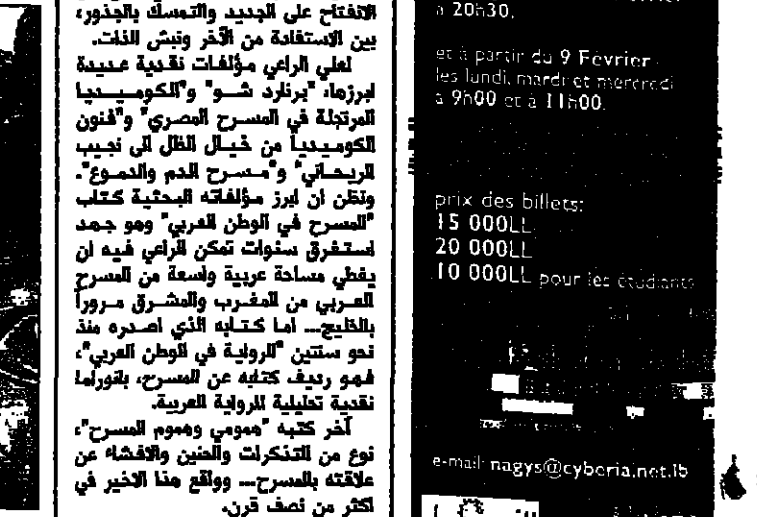 الانفتاح على الجديد والتمسك بالجذور،
بين الاستفادة من الآخر ونبش الذات.
لعلي الراعي مؤلفات نقدية عديدة
ابرزها، "برنارد شو" و"الكوميديا
المرتجلة في المسرح المصري" و"فنون
الكوميديا من خيال الظل الى نجيب
الريحاني" و"مسرح الدم والدموع".
ونظن ان ابرز مؤلفاته البحثية كتاب
"المسرح في الوطن العربي" وهو جهد
استغرق سنوات تمكن الراعي فيه ان
يغطي مساحة عربية واسعة من المسرح
العربي من المغرب والمشرق مروراً
بالخليج... اما كتابه الذي اصدره منذ
نحو سنتين "الرواية في الوطن العربي"،
فهو رديف كتابه عن المسرح، بانوراما
نقدية تحليلية للرواية العربية.
آخر كتبه "همومي وهموم المسرح"،
نوع من التذكرات والحنين والافشاء عن
علاقته بالمسرح... وواقع هذا الاخير في
اكثر من نصف قرن.
à 20h30.
et à partir du 9 Février
les lundi, mardi et mercredi
à 9h00 et à 11h00.
prix des billets:
15 000LL
20 000LL
10 000LL pour les étudiants
e-mail: nagys@cyberia.net.lb